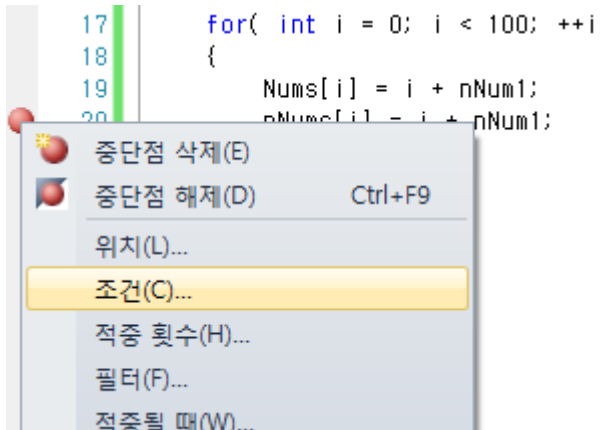 17 for( int i = 0; i < 100; ++i
18 {
19 Nums[i] = i + nNum1;
20 pNums[i] = i + nNum1;
중단점 삭제(E)
중단점 해제(D) Ctrl+F9
위치(L)...
조건(C)...
적중 횟수(H)...
필터(F)...
적중될 때(W)...